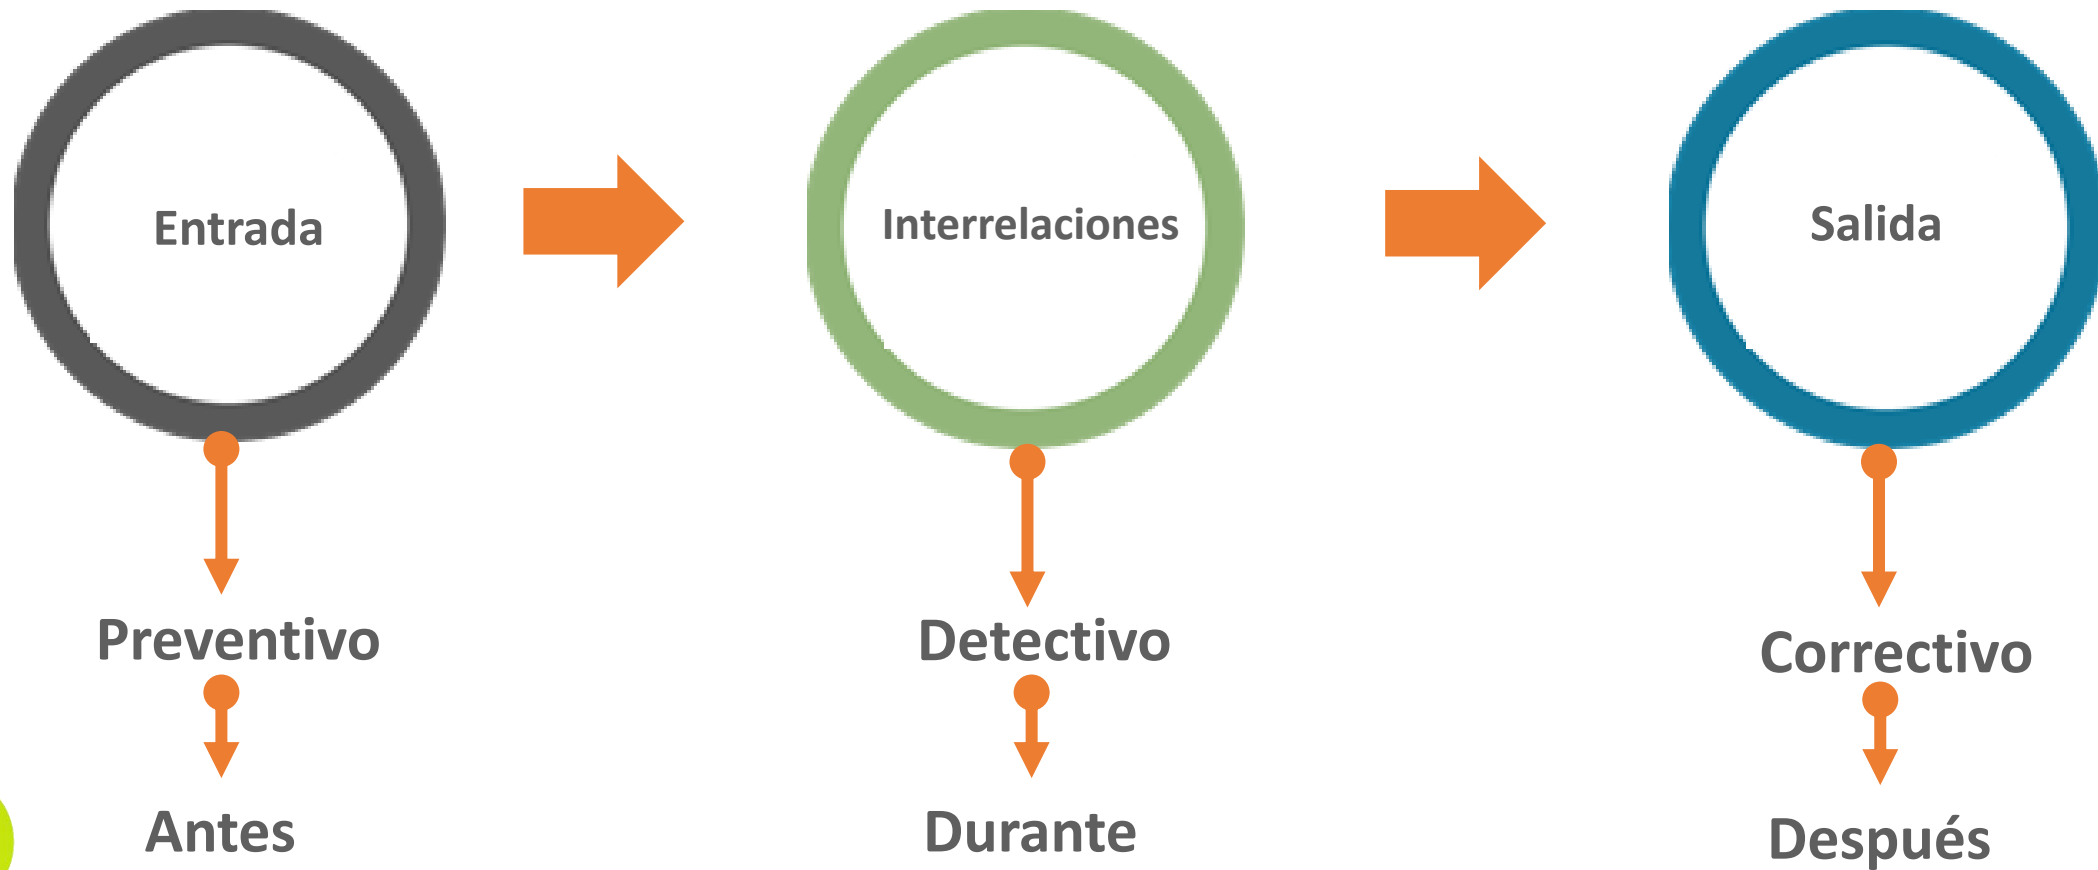 Entrada
Interrelaciones
Salida
Preventivo
Detectivo
Correctivo
Antes
Durante
Después